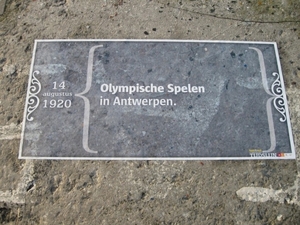 14
augustus
1920
Olympische Spelen
in Antwerpen.